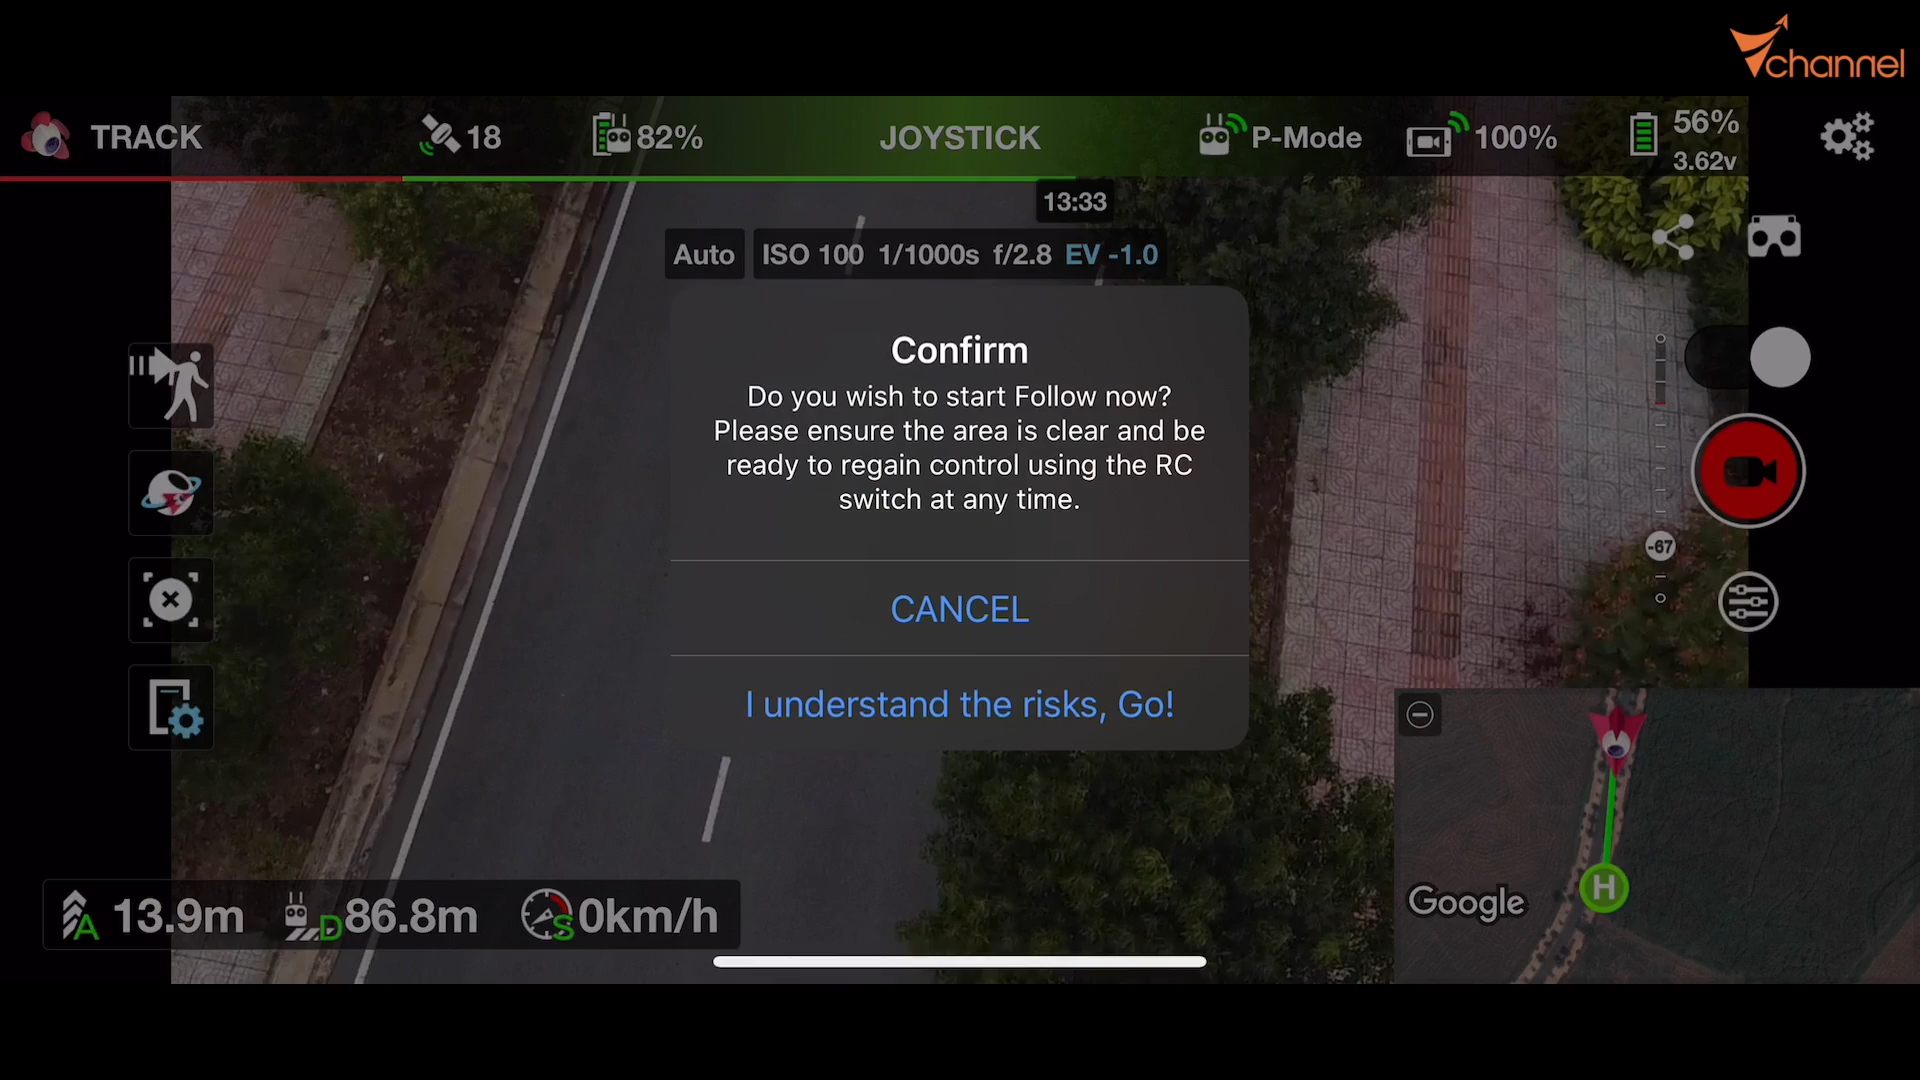 channel
TRACK
18
82%
JOYSTICK
P-Mode
100%
56%
3.62v
13:33
Auto
ISO 100 1/1000s f/2.8 EV -1.0
Confirm
Do you wish to start Follow now?
Please ensure the area is clear and be
ready to regain control using the RC
switch at any time.
CANCEL
I understand the risks, Go!
-67
H
Google
A 13.9m
D 86.8m
S 0km/h